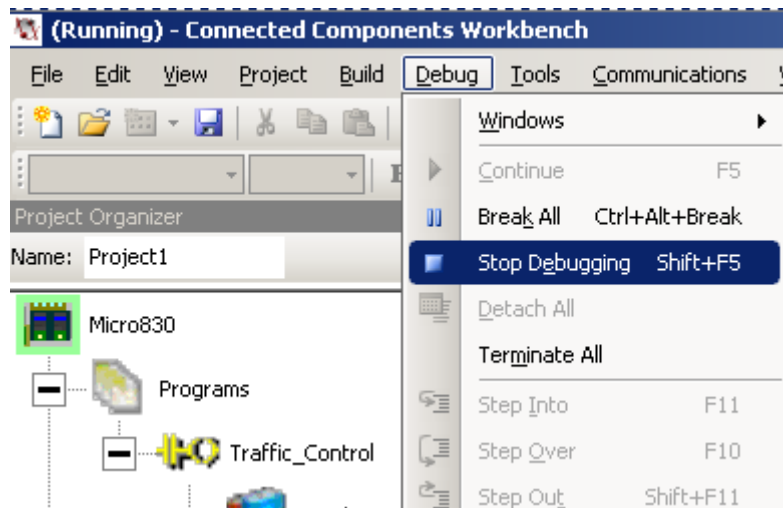 (Running) - Connected Components Workbench
File Edit View Project Build Debug Tools Communications
Windows
Continue F5
Project Organizer
Break All Ctrl+Alt+Break
Name: Project1
Stop Debugging Shift+F5
Detach All
Micro830
Terminate All
Programs
Step Into F11
Traffic_Control
Step Over F10
Step Out Shift+F11